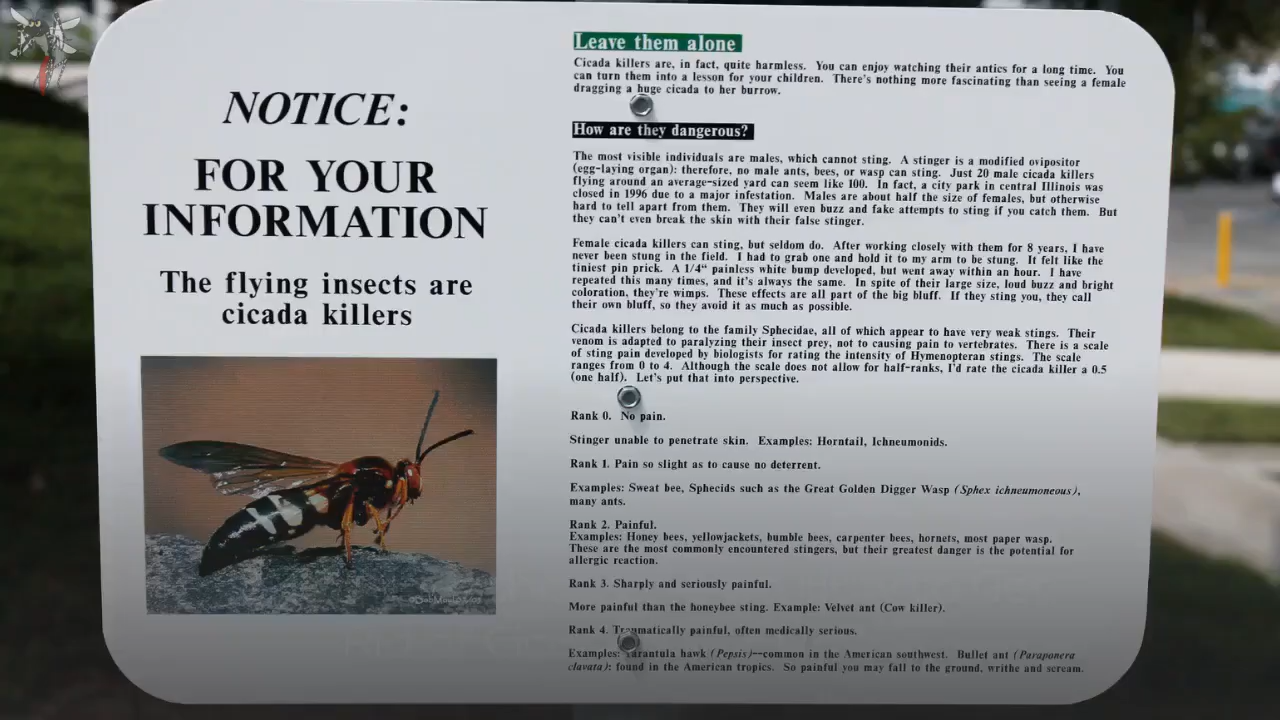 NOTICE:
FOR YOUR
INFORMATION
The flying insects are
cicada killers
Leave them alone
Cicada killers are, in fact, quite harmless. You can enjoy watching their antics for a long time. You
can turn them into a lesson for your children. There's nothing more fascinating than seeing a female
dragging a huge cicada to her burrow.
How are they dangerous?
The most visible individuals are males, which cannot sting. A stinger is a modified ovipositor
(egg-laying organ): therefore, no male ants, bees, or wasp can sting. Just 20 male cicada killers
flying around an average-sized yard can seem like 100. In fact, a city park in central Illinois was
closed in 1996 due to a major infestation. Males are about half the size of females, but otherwise
hard to tell apart from them. They will even buzz and fake attempts to sting if you catch them. But
they can't even break the skin with their false stinger.
Female cicada killers can sting, but seldom do. After working closely with them for 8 years, I have
never been stung in the field. I had to grab one and hold it to my arm to be stung. It felt like the
tiniest pin prick. A 1/4" painless white bump developed, but went away within an hour. I have
repeated this many times, and it's always the same. In spite of their large size, loud buzz and bright
coloration, they're wimps. These effects are all part of the big bluff. If they sting you, they call
their own bluff, so they avoid it as much as possible.
Cicada killers belong to the family Sphecidae, all of which appear to have very weak stings. Their
venom is adapted to paralyzing their insect prey, not to causing pain to vertebrates. There is a scale
of sting pain developed by biologists for rating the intensity of Hymenopteran stings. The scale
ranges from 0 to 4. Although the scale does not allow for half-ranks, I'd rate the cicada killer a 0.5
(one half). Let's put that into perspective.
Rank 0. No pain.
Stinger unable to penetrate skin. Examples: Horntail, Ichneumonids.
Rank 1. Pain so slight as to cause no deterrent.
Examples: Sweat bee, Sphecids such as the Great Golden Digger Wasp (Sphex ichneumoneous),
many ants.
Rank 2. Painful.
Examples: Honey bees, yellowjackets, bumble bees, carpenter bees, hornets, most paper wasp.
These are the most commonly encountered stingers, but their greatest danger is the potential for
allergic reaction.
Rank 3. Sharply and seriously painful.
More painful than the honeybee sting. Example: Velvet ant (Cow killer).
Rank 4. Traumatically painful, often medically serious.
Examples: Tarantula hawk (Pepsis)--common in the American southwest. Bullet ant (Paraponera
clavata): found in the American tropics. So painful you may fall to the ground, writhe and scream.